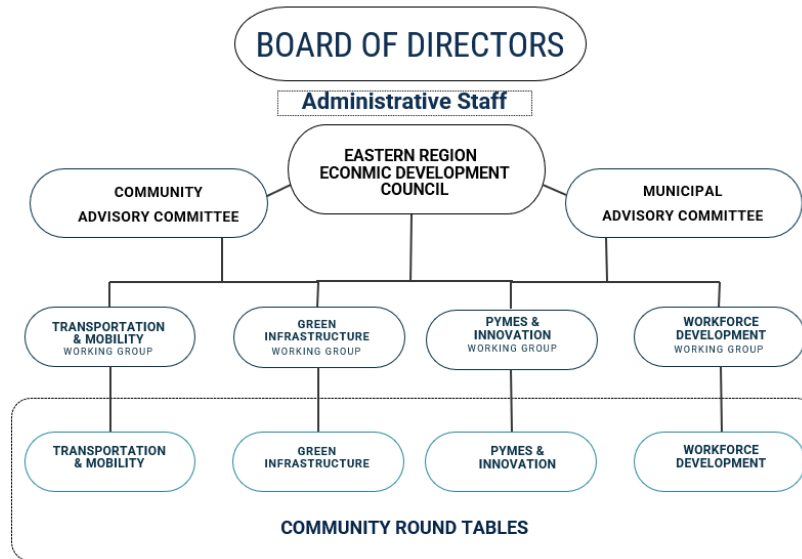 BOARD OF DIRECTORS
Administrative Staff
EASTERN REGION
ECONMIC DEVELOPMENT
COUNCIL
COMMUNITY
ADVISORY COMMITTEE
MUNICIPAL
ADVISORY COMMITTEE
TRANSPORTATION
& MOBILITY
WORKING GROUP
GREEN
INFRASTRUCTURE
WORKING GROUP
PYMES &
INNOVATION
WORKING GROUP
WORKFORCE
DEVELOPMENT
WORKING GROUP
TRANSPORTATION
& MOBILITY
GREEN
INFRASTRUCTURE
PYMES &
INNOVATION
WORKFORCE
DEVELOPMENT
COMMUNITY ROUND TABLES